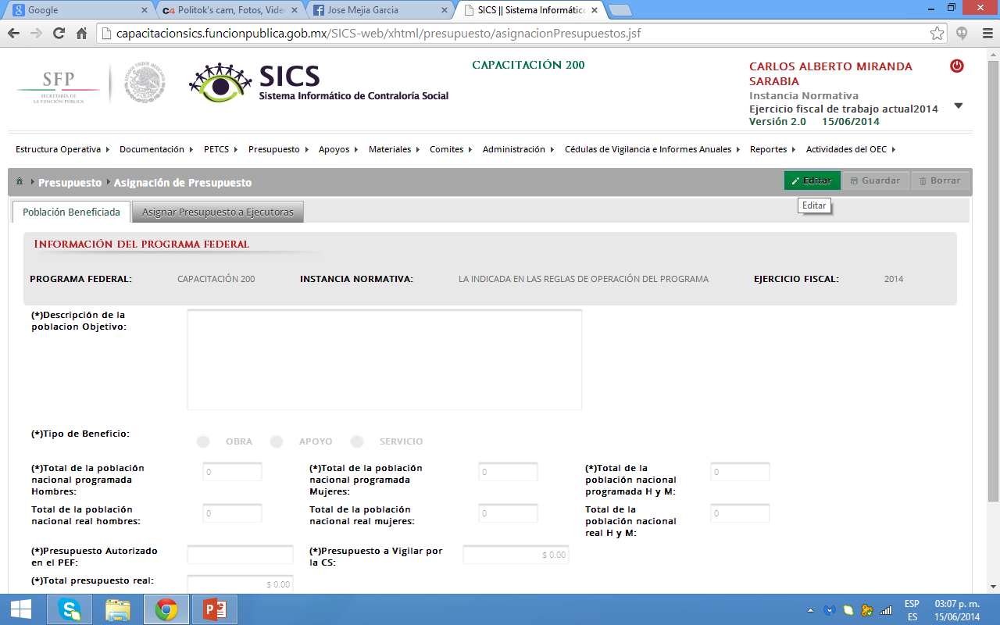 Google
Politok's cam, Fotos, Vide
Jose Mejia Garcia
SICS || Sistema Informátic
capacitacionsics.funcionpublica.gob.mx/SICS-web/xhtml/presupuesto/asignacionPresupuestos.jsf
SFP
SECRETARÍA DE
LA FUNCIÓN PÚBLICA
ESTADOS UNIDOS MEXICANOS
SICS
Sistema Informático de Contraloría Social
CAPACITACIÓN 200
CARLOS ALBERTO MIRANDA
SARABIA
Instancia Normativa
Ejercicio fiscal de trabajo actual2014
Versión 2.0 15/06/2014
Estructura Operativa Documentación PETCS Presupuesto Apoyos Materiales Comites Administración Cédulas de Vigilancia e Informes Anuales Reportes Actividades del OEC
Presupuesto Asignación de Presupuesto
Editar Guardar Borrar
Editar
Población Beneficiada Asignar Presupuesto a Ejecutoras
INFORMACIÓN DEL PROGRAMA FEDERAL
PROGRAMA FEDERAL: CAPACITACIÓN 200 INSTANCIA NORMATIVA: LA INDICADA EN LAS REGLAS DE OPERACIÓN DEL PROGRAMA EJERCICIO FISCAL: 2014
(*)Descripción de la
poblacion Objetivo:
(*)Tipo de Beneficio:
OBRA APOYO SERVICIO
(*)Total de la población
nacional programada
Hombres:
0
(*)Total de la población
nacional programada
Mujeres:
0
(*)Total de la
población nacional
programada H y M:
0
Total de la población
nacional real hombres:
0
Total de la población
nacional real mujeres:
0
Total de la
población nacional
real H y M:
0
(*)Presupuesto Autorizado
en el PEF:
(*)Presupuesto a Vigilar por
la CS:
$ 0.00
(*)Total presupuesto real:
$ 0.00
ESP
ES
03:07 p. m.
15/06/2014